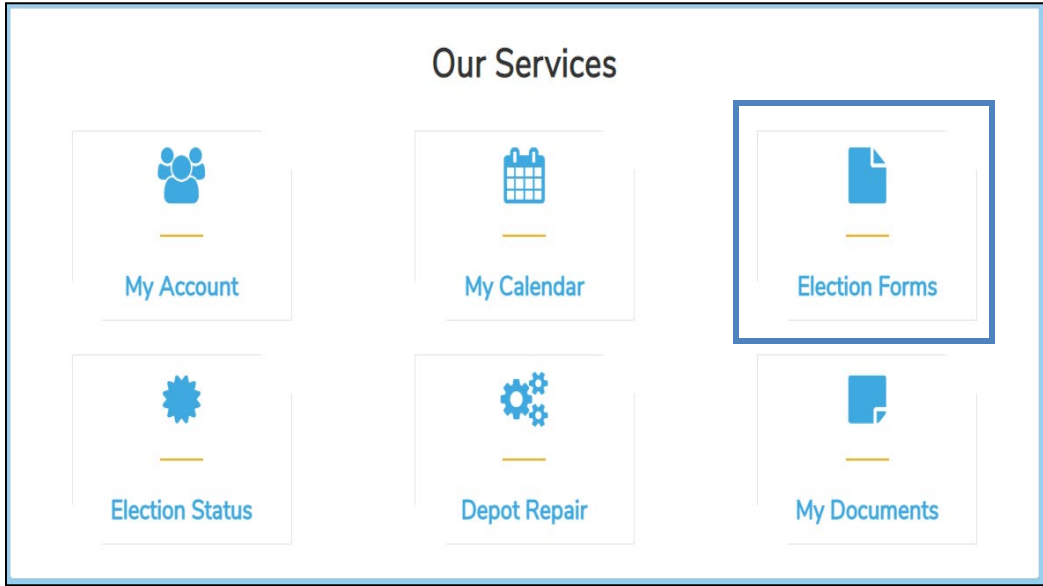 Our Services
My Account
My Calendar
Election Forms
Election Status
Depot Repair
My Documents